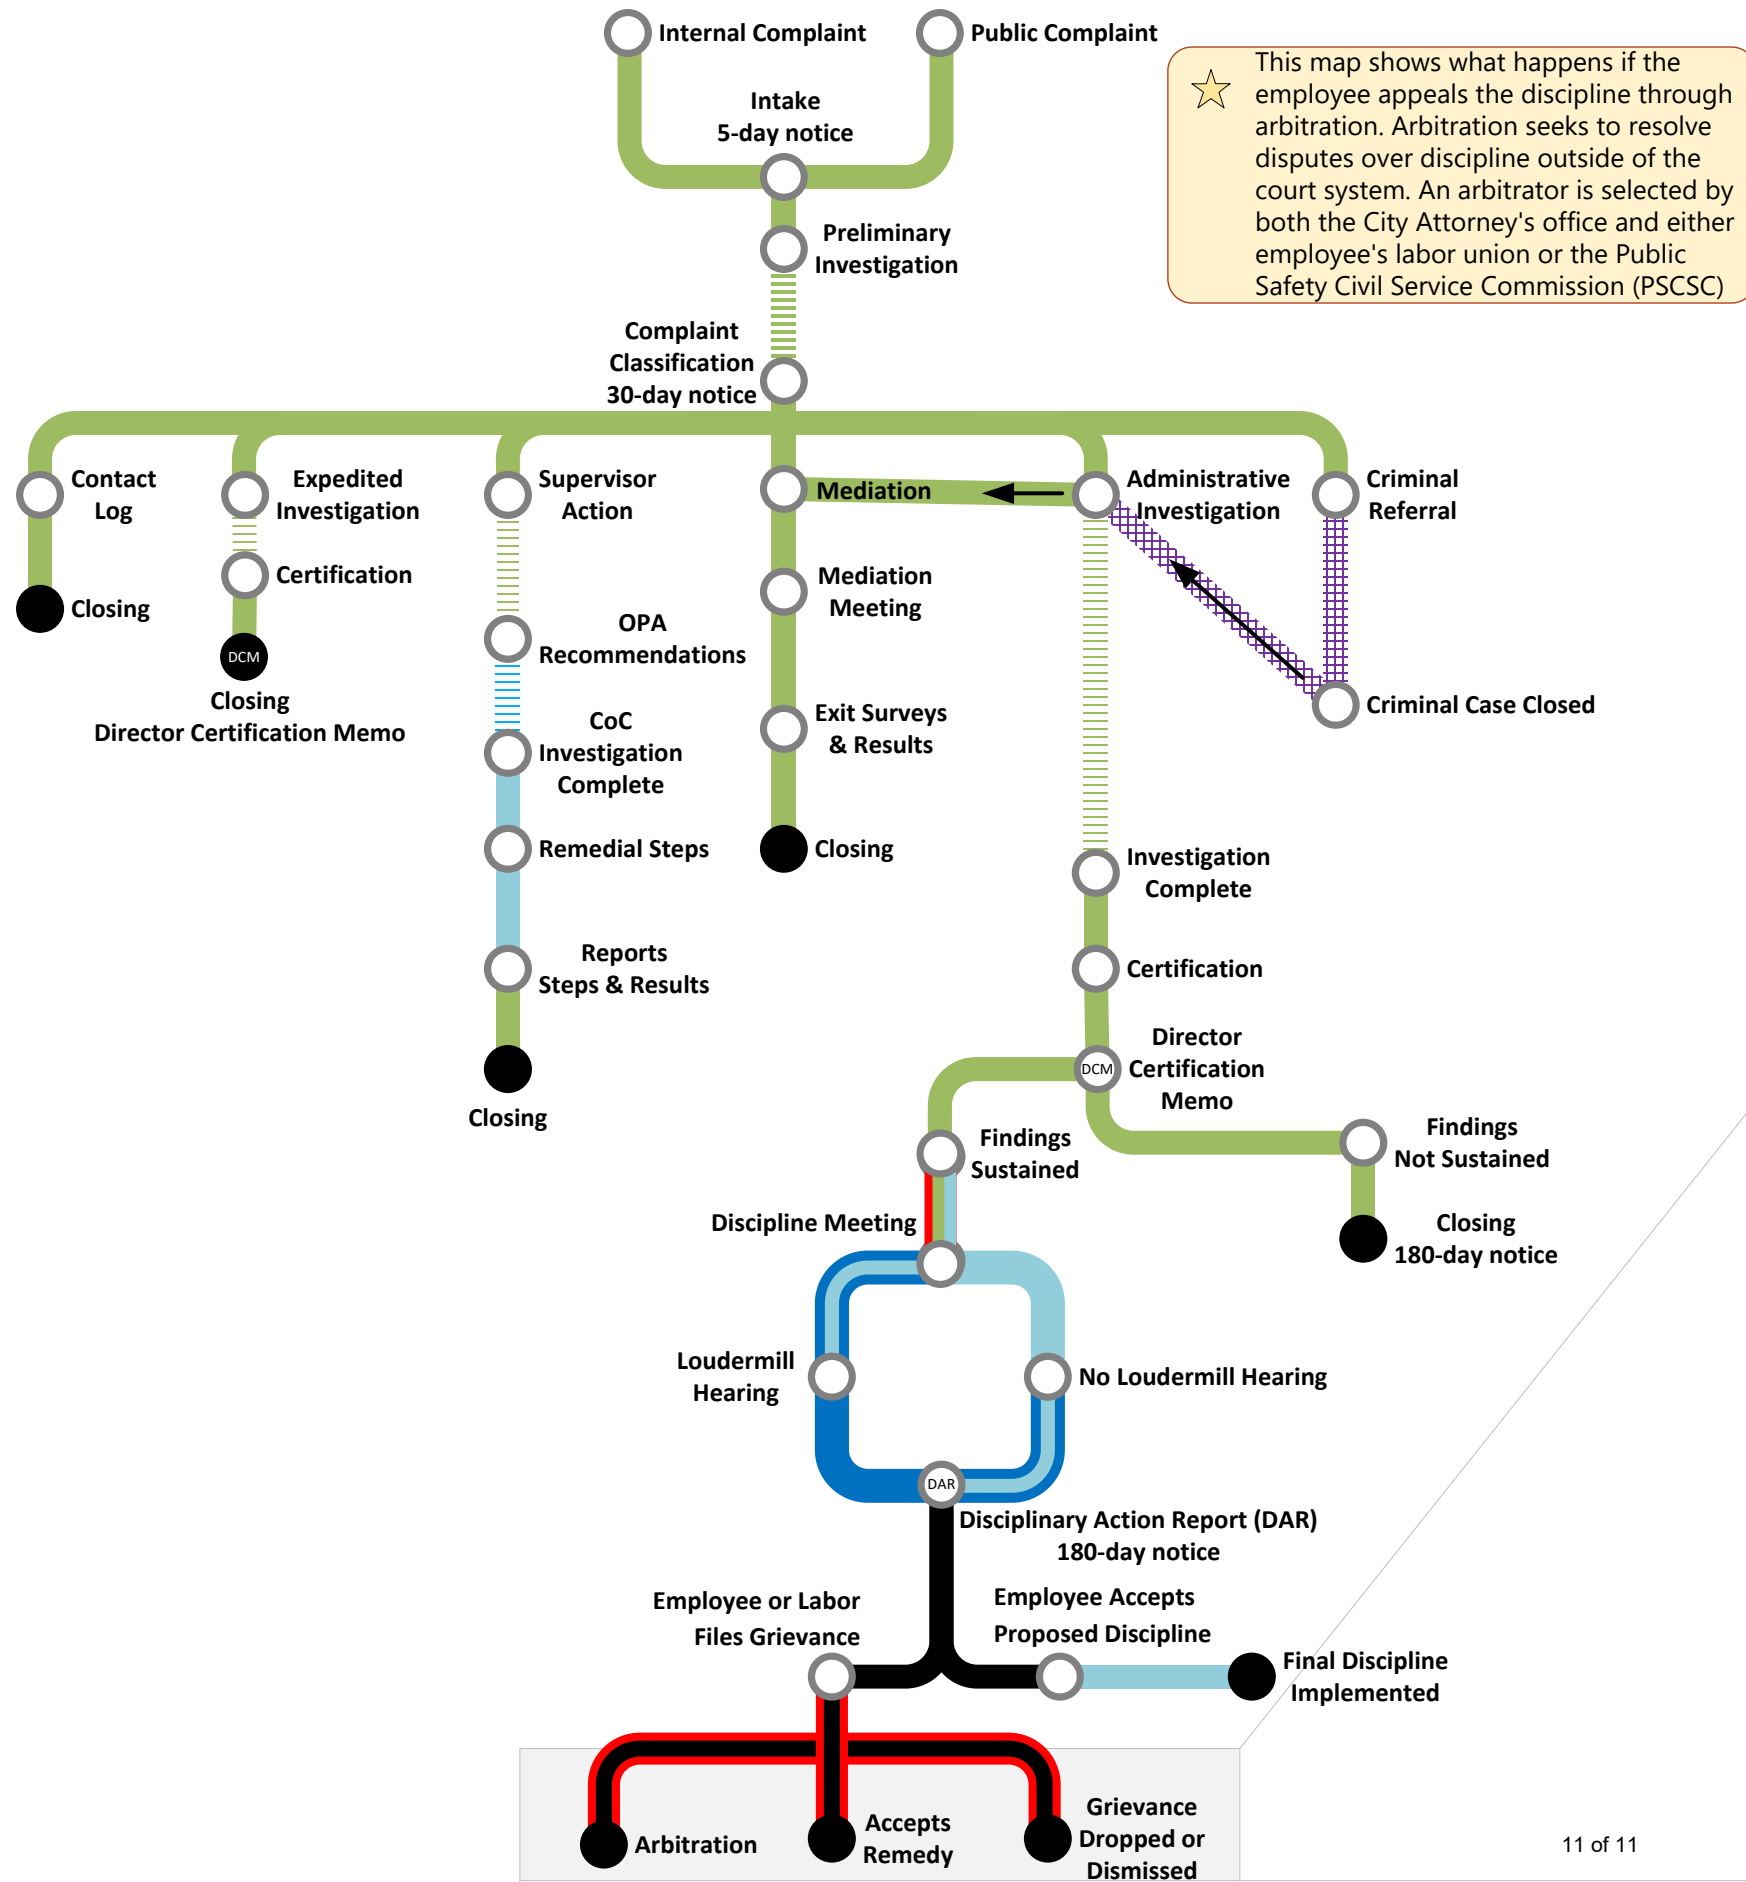 Internal Complaint
Public Complaint
This map shows what happens if the
employee appeals the discipline through
arbitration. Arbitration seeks to resolve
disputes over discipline outside of the
court system. An arbitrator is selected by
both the City Attorney's office and either
employee's labor union or the Public
Safety Civil Service Commission (PSCSC)
Intake
5-day notice
Preliminary
Investigation
Complaint
Classification
30-day notice
Contact
Log
Closing
Expedited
Investigation
Certification
DCM
Closing
Director Certification Memo
Supervisor
Action
OPA
Recommendations
CoC
Investigation
Complete
Remedial Steps
Reports
Steps & Results
Closing
Mediation
Mediation
Meeting
Exit Surveys
& Results
Closing
Administrative
Investigation
Criminal
Referral
Criminal Case Closed
Investigation
Complete
Certification
DCM
Director
Certification
Memo
Findings
Sustained
Findings
Not Sustained
Closing
180-day notice
Discipline Meeting
Loudermill
Hearing
No Loudermill Hearing
DAR
Disciplinary Action Report (DAR)
180-day notice
Employee or Labor
Files Grievance
Employee Accepts
Proposed Discipline
Final Discipline
Implemented
Arbitration
Accepts
Remedy
Grievance
Dropped or
Dismissed
11 of 11